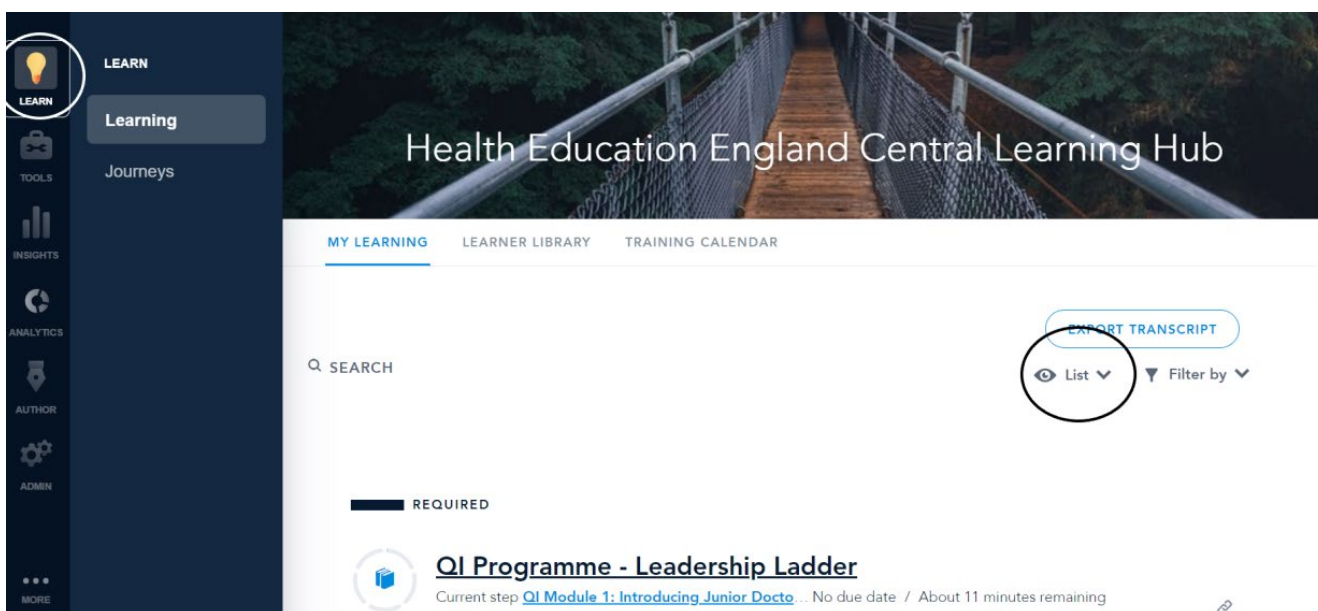 LEARN
TOOLS
INSIGHTS
ANALYTICS
AUTHOR
ADMIN
MORE
LEARN
Learning
Journeys
Health Education England Central Learning Hub
MY LEARNING LEARNER LIBRARY TRAINING CALENDAR
EXPORT TRANSCRIPT
SEARCH List Filter by
REQUIRED
QI Programme - Leadership Ladder
Current step QI Module 1: Introducing Junior Docto... No due date / About 11 minutes remaining